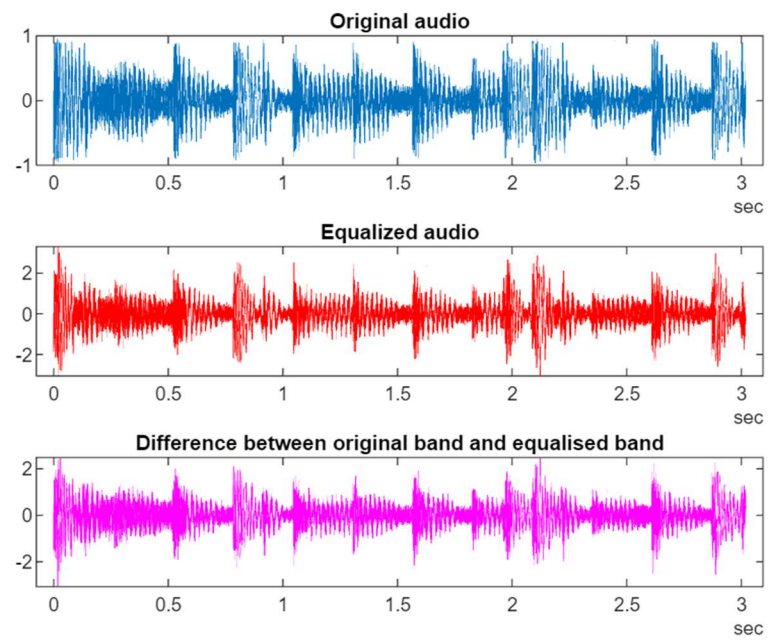 Original audio
1
0
-1
0 0.5 1 1.5 2 2.5 3
sec
Equalized audio
2
0
-2
0 0.5 1 1.5 2 2.5 3
sec
Difference between original band and equalised band
2
0
-2
0 0.5 1 1.5 2 2.5 3
sec